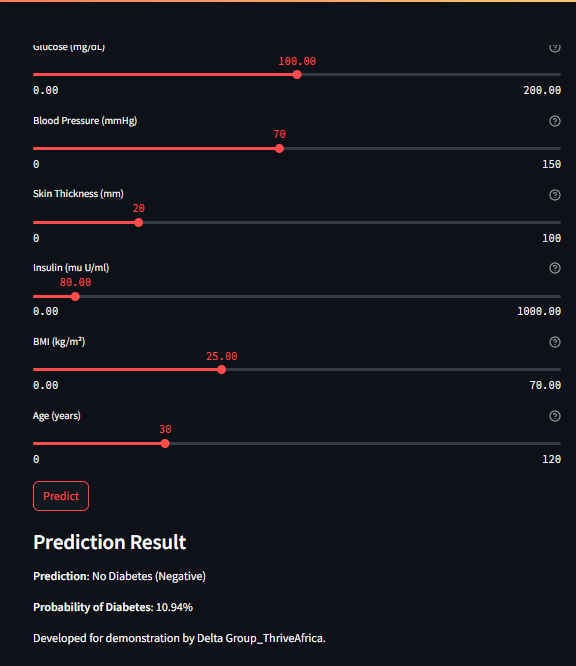 Glucose (mg/dL)
100.00
0.00 200.00
Blood Pressure (mmHg)
70
0 150
Skin Thickness (mm)
20
0 100
Insulin (mu U/ml)
80.00
0.00 1000.00
BMI (kg/m²)
25.00
0.00 70.00
Age (years)
30
0 120
Predict
Prediction Result
Prediction: No Diabetes (Negative)
Probability of Diabetes: 10.94%
Developed for demonstration by Delta Group_ThriveAfrica.